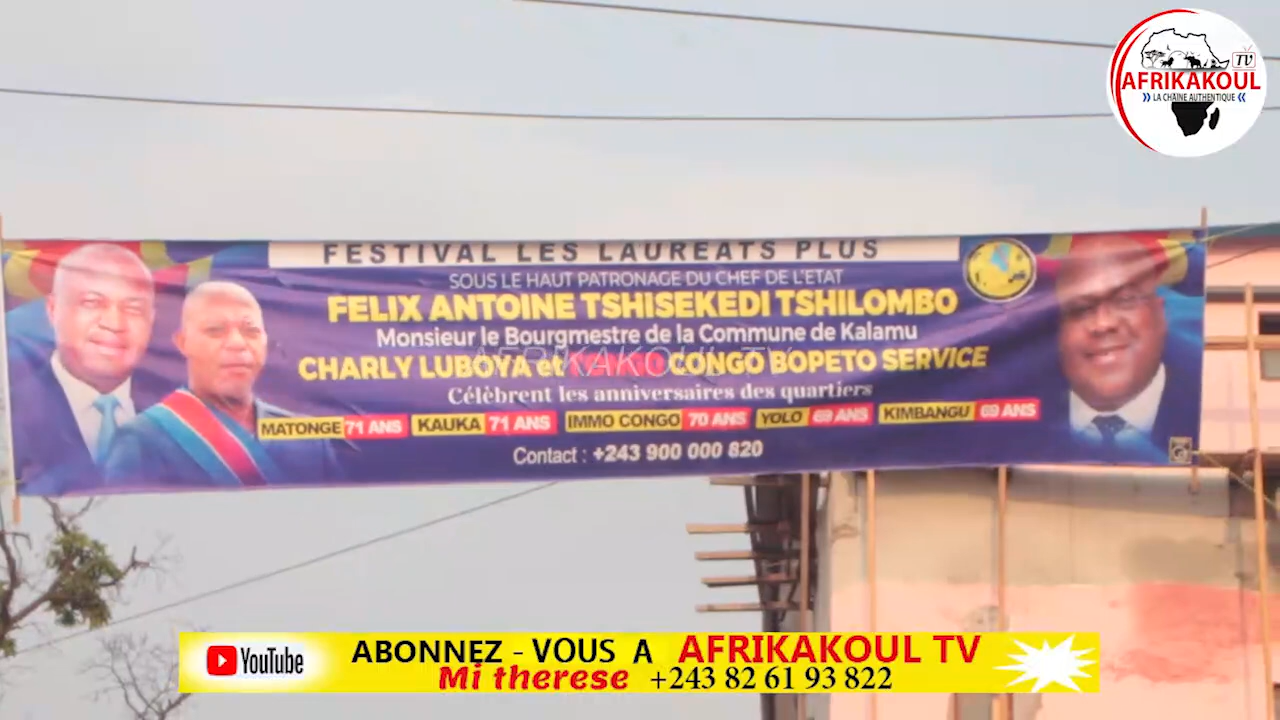 TV
AFRIKAKOUL
LA CHAÎNE AUTHENTIQUE
FESTIVAL LES LAUREATS PLUS
SOUS LE HAUT PATRONAGE DU CHEF DE L'ETAT
FELIX ANTOINE TSHISEKEDI TSHILOMBO
Monsieur le Bourgmestre de la Commune de Kalamu
CHARLY LUBOYA et CONGO BOPETO SERVICE
AFRIKAKOUL TV
Célèbrent les anniversaires des quartiers
MATONGE 71 ANS KAUKA 71 ANS IMMO CONGO 70 ANS YOLO 69 ANS KIMBANGU 69 ANS
Contact : +243 900 000 820
YouTube
ABONNEZ - VOUS A AFRIKAKOUL TV
Mi therese +243 82 61 93 822